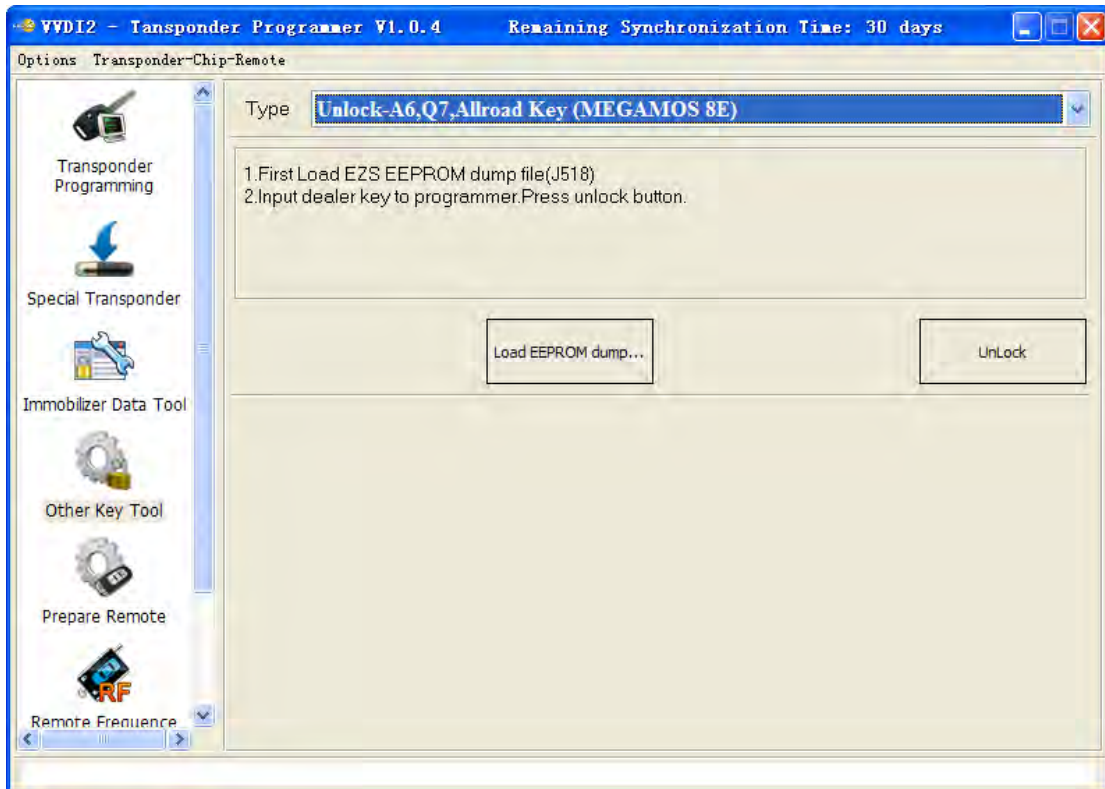 VVDI2 - Tansponder Programmer V1.0.4 Remaining Synchronization Time: 30 days
Options Transponder-Chip-Remote
Transponder
Programming
Special Transponder
Immobilizer Data Tool
Other Key Tool
Prepare Remote
RF
Remote Frequence
Type Unlock-A6,Q7,Allroad Key (MEGAMOS 8E)
1.First Load EZS EEPROM dump file(J518)
2.Input dealer key to programmer.Press unlock button.
Load EEPROM dump... UnLock